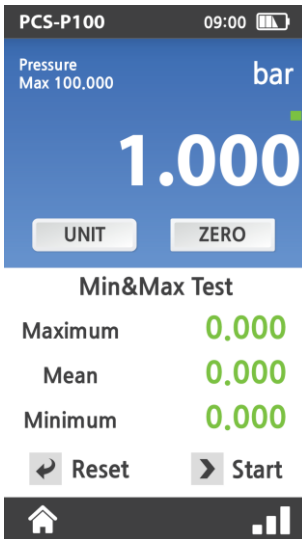 PCS-P100 09:00
Pressure
Max 100.000 bar
1.000
UNIT ZERO
Min&Max Test
Maximum 0.000
Mean 0.000
Minimum 0.000
Reset Start